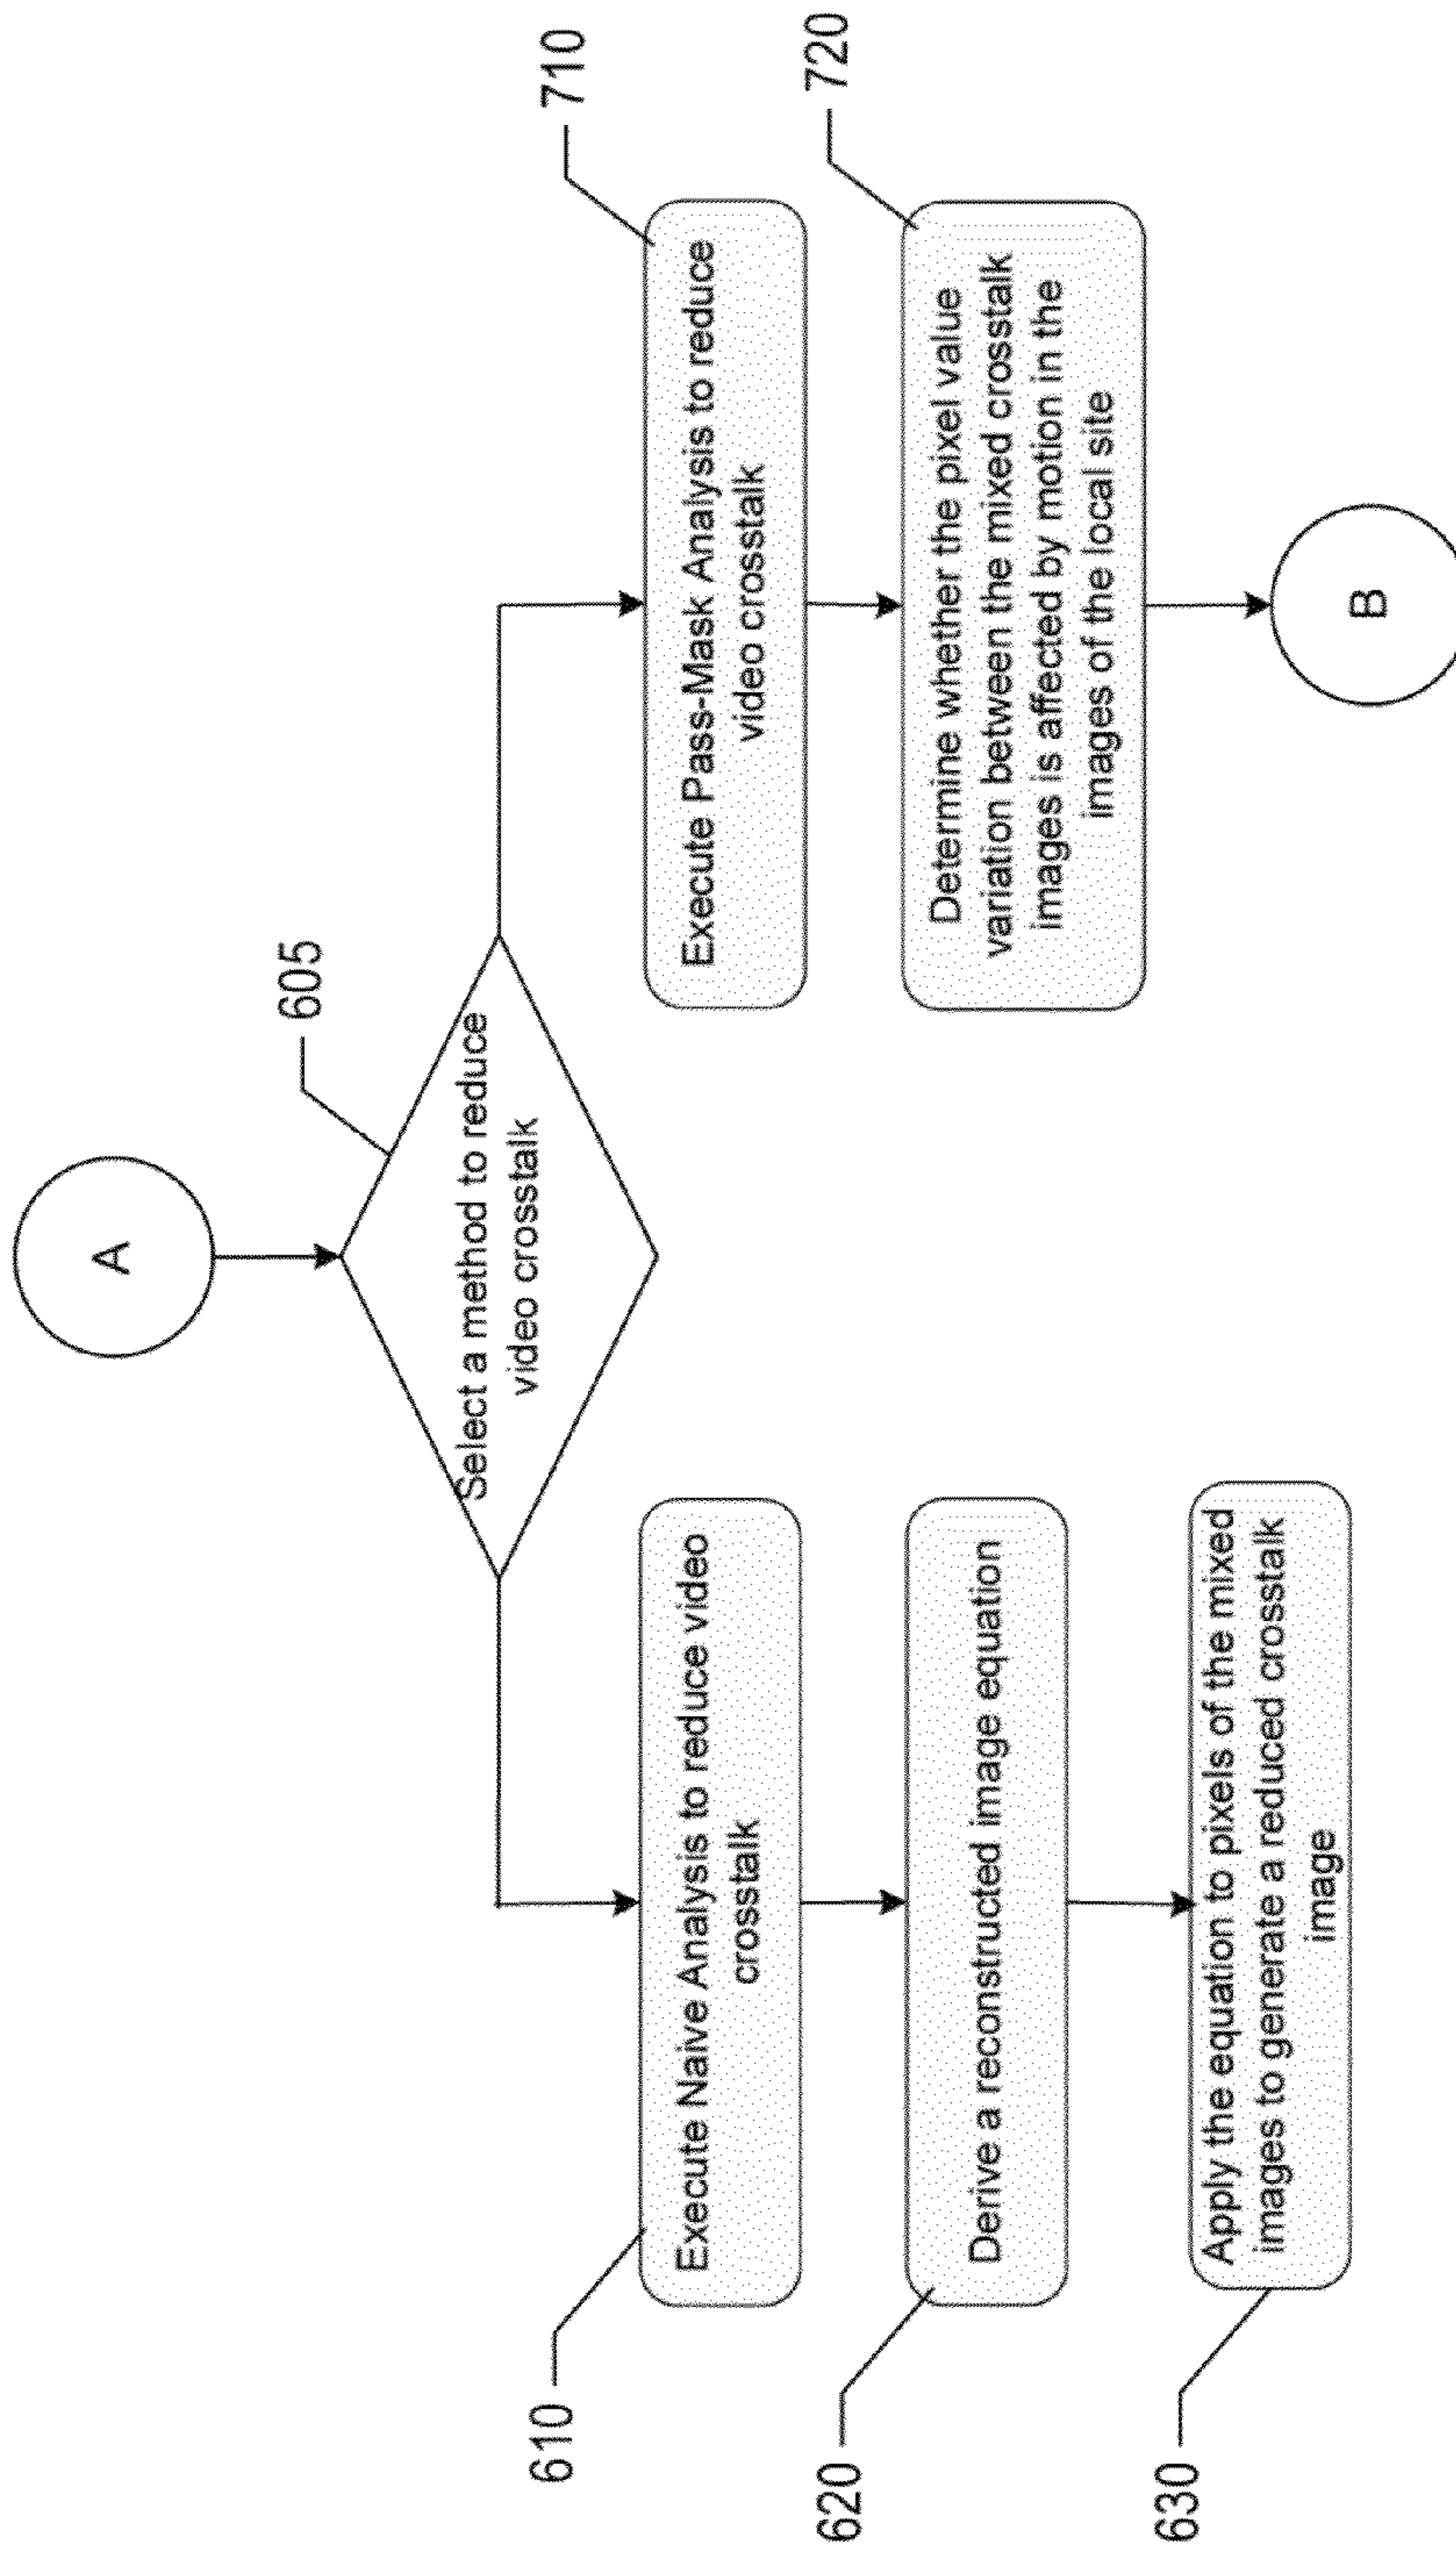 A
605
Select a method to reduce
video crosstalk
610
Execute Naive Analysis to reduce video
crosstalk
620
Derive a reconstructed image equation
630
Apply the equation to pixels of the mixed
images to generate a reduced crosstalk
image
710
Execute Pass-Mask Analysis to reduce
video crosstalk
720
Determine whether the pixel value
variation between the mixed crosstalk
images is affected by motion in the
images of the local site
B